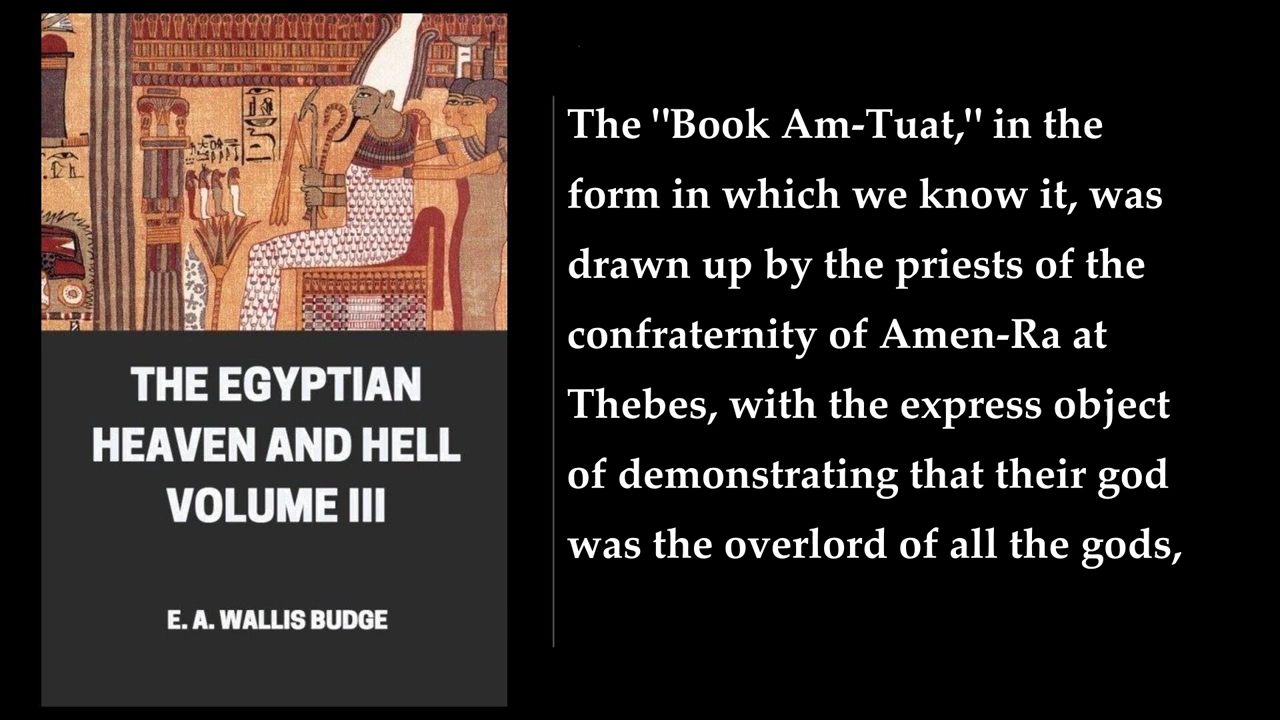 THE EGYPTIAN
HEAVEN AND HELL
VOLUME III
E. A. WALLIS BUDGE
The "Book Am-Tuat," in the
form in which we know it, was
drawn up by the priests of the
confraternity of Amen-Ra at
Thebes, with the express object
of demonstrating that their god
was the overlord of all the gods,